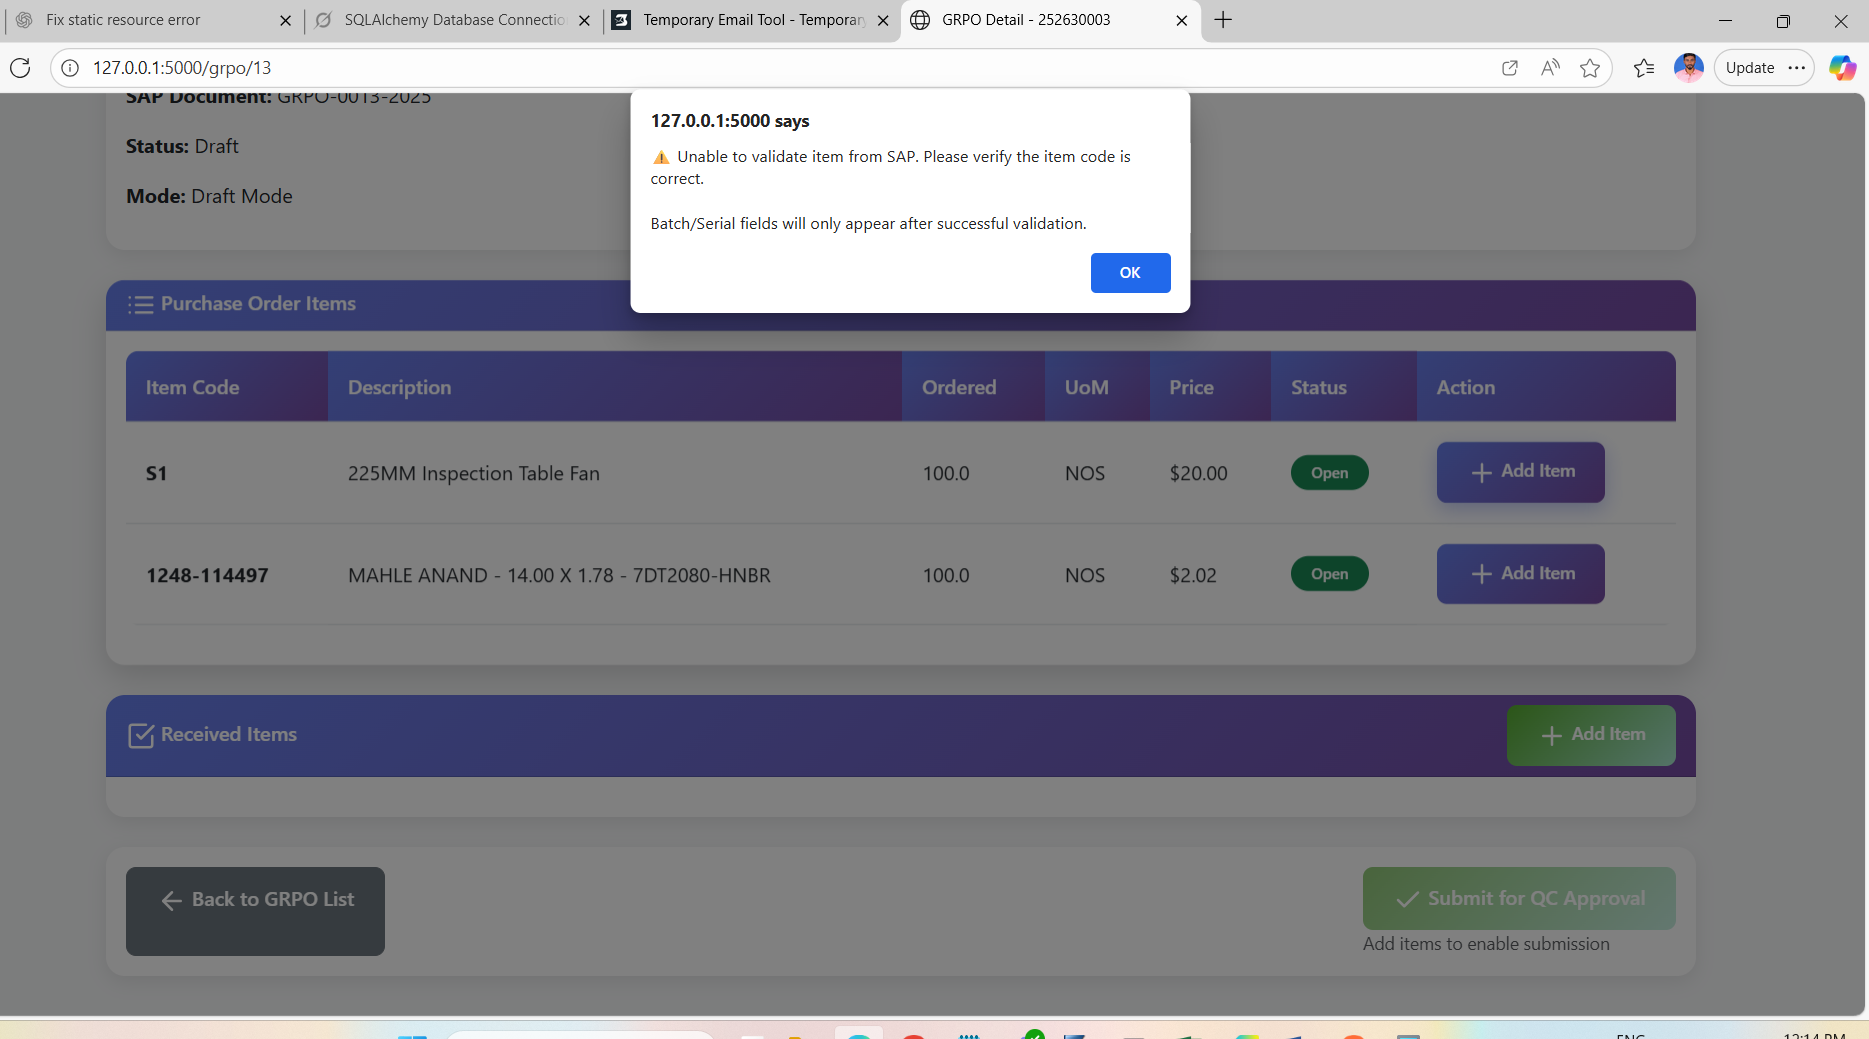 Fix static resource error
SQLAlchemy Database Connectio
Temporary Email Tool - Temporar
GRPO Detail - 252630003
127.0.0.1:5000/grpo/13
Update
SAP Document: GRPO-0013-2025
Status: Draft
Mode: Draft Mode
127.0.0.1:5000 says
⚠ Unable to validate item from SAP. Please verify the item code is
correct.
Batch/Serial fields will only appear after successful validation.
OK
Purchase Order Items
Item Code Description Ordered UoM Price Status Action
S1 225MM Inspection Table Fan 100.0 NOS $20.00 Open Add Item
1248-114497 MAHLE ANAND - 14.00 X 1.78 - 7DT2080-HNBR 100.0 NOS $2.02 Open Add Item
Received Items
Add Item
Back to GRPO List
Submit for QC Approval
Add items to enable submission
ENG
12:14 PM